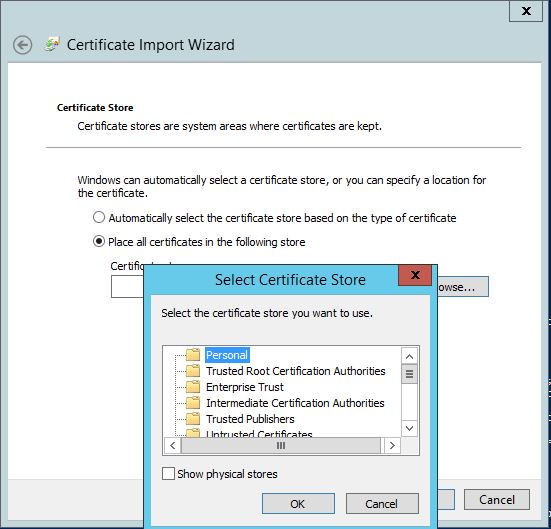 x
Certificate Import Wizard
Certificate Store
Certificate stores are system areas where certificates are kept.
Windows can automatically select a certificate store, or you can specify a location for
the certificate.
Automatically select the certificate store based on the type of certificate
Place all certificates in the following store
Select Certificate Store
x
Select the certificate store you want to use.
Personal
Trusted Root Certification Authorities
Enterprise Trust
Intermediate Certification Authorities
Trusted Publishers
Untrusted Certificates
Show physical stores
OK
Cancel
Cancel